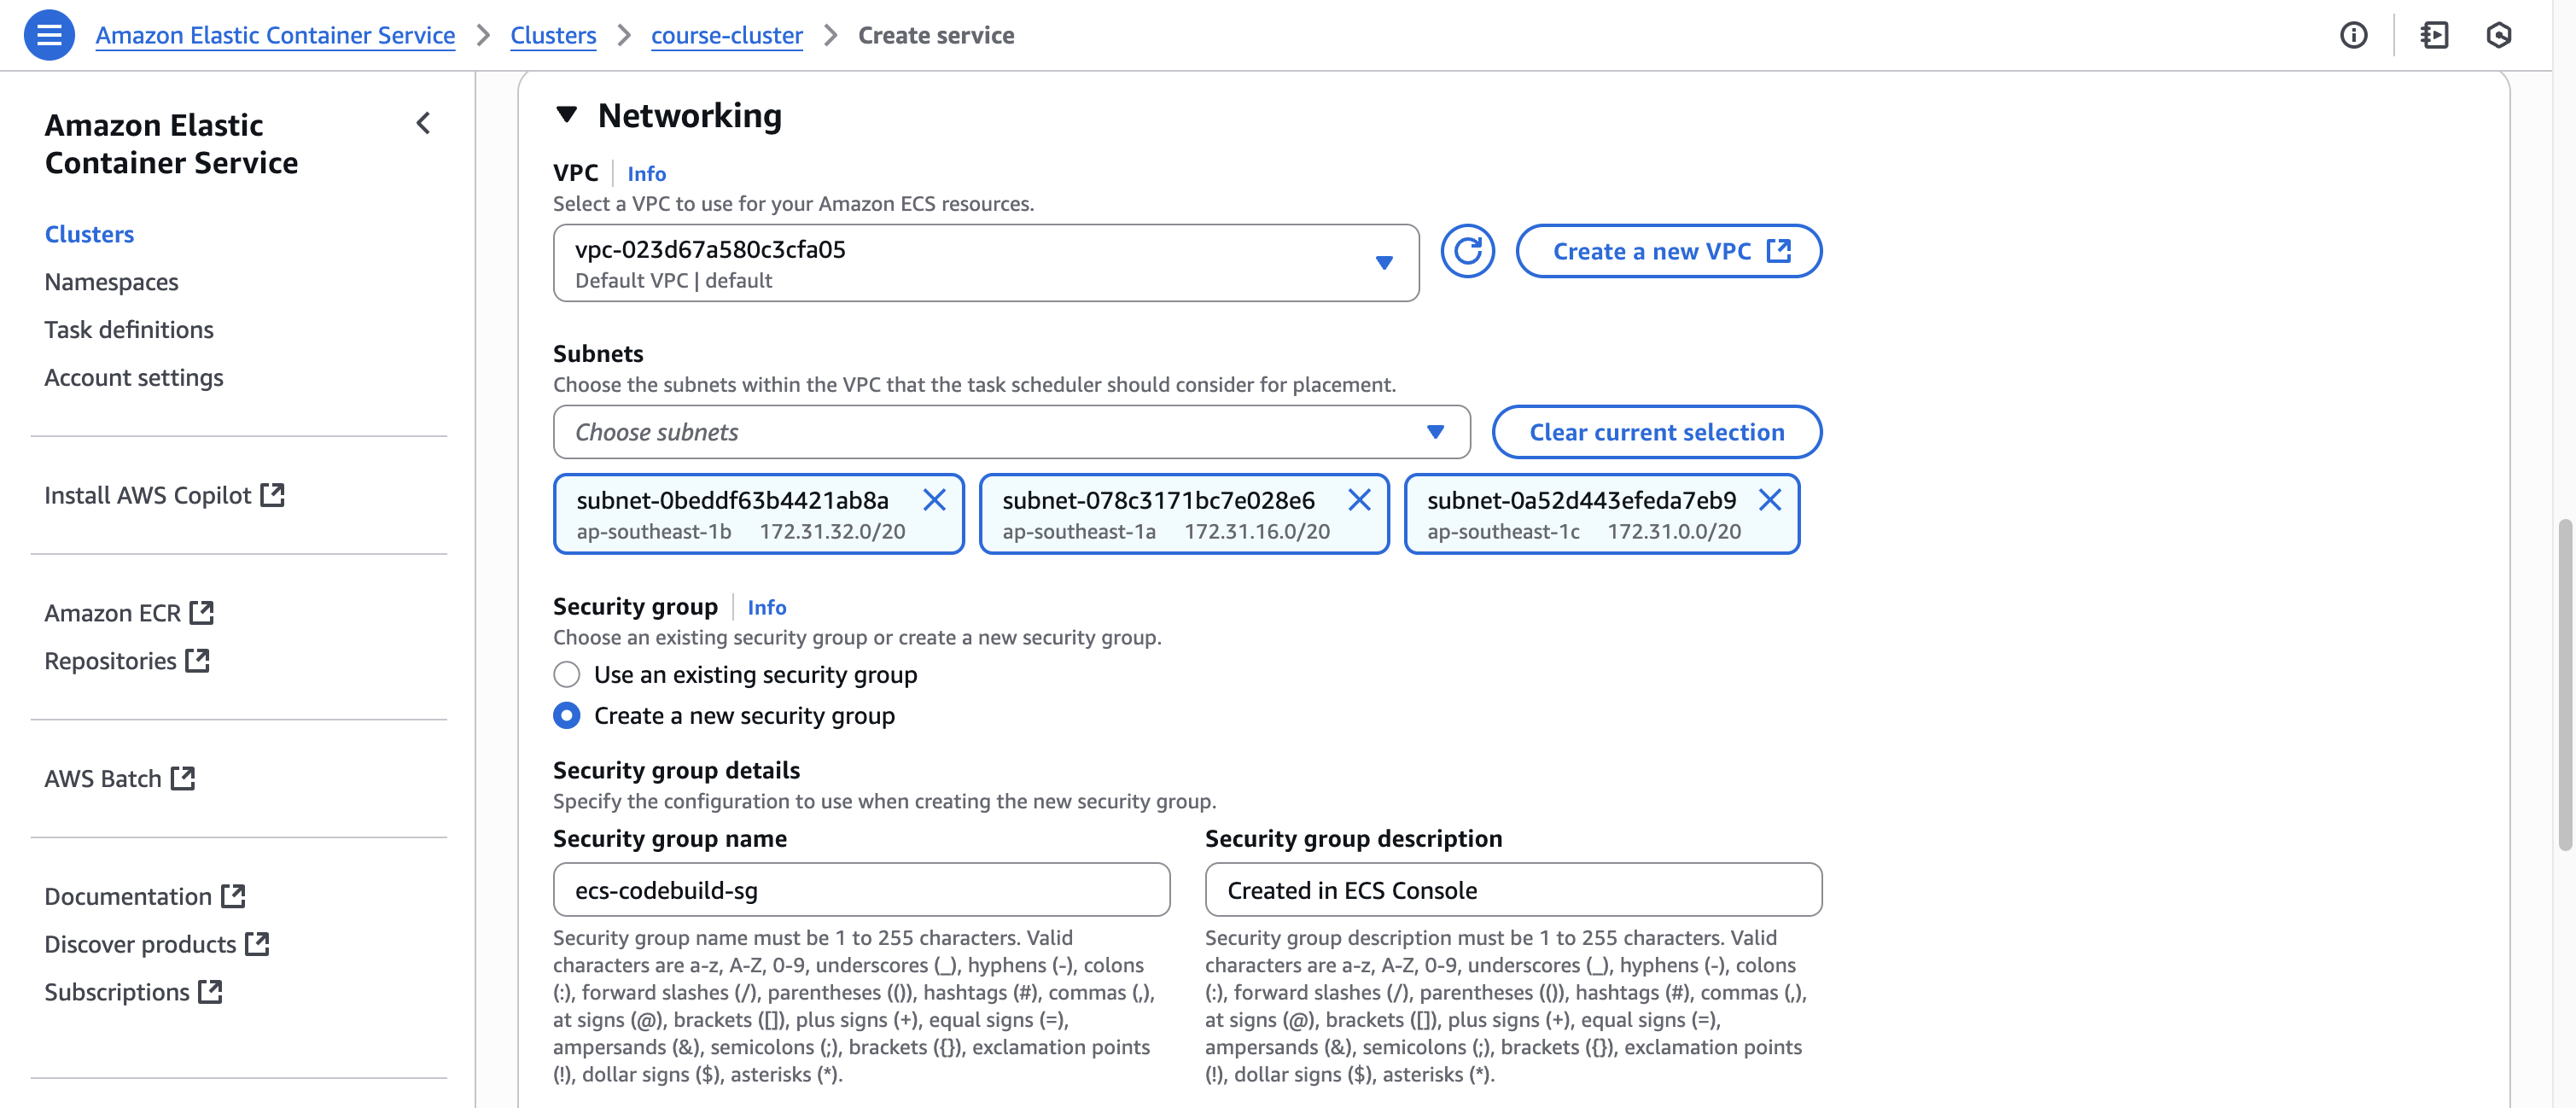 Amazon Elastic Container Service > Clusters > course-cluster > Create service
Amazon Elastic
Container Service
Clusters
Namespaces
Task definitions
Account settings
Install AWS Copilot
Amazon ECR
Repositories
AWS Batch
Documentation
Discover products
Subscriptions
Networking
VPC | Info
Select a VPC to use for your Amazon ECS resources.
vpc-023d67a580c3cfa05
Default VPC | default
Create a new VPC
Subnets
Choose the subnets within the VPC that the task scheduler should consider for placement.
Choose subnets
Clear current selection
subnet-0beddf63b4421ab8a
ap-southeast-1b 172.31.32.0/20
subnet-078c3171bc7e028e6
ap-southeast-1a 172.31.16.0/20
subnet-0a52d443efeda7eb9
ap-southeast-1c 172.31.0.0/20
Security group | Info
Choose an existing security group or create a new security group.
Use an existing security group
Create a new security group
Security group details
Specify the configuration to use when creating the new security group.
Security group name
ecs-codebuild-sg
Security group name must be 1 to 255 characters. Valid
characters are a-z, A-Z, 0-9, underscores (_), hyphens (-), colons
(:), forward slashes (/), parentheses (()), hashtags (#), commas (,),
at signs (@), brackets ([]), plus signs (+), equal signs (=),
ampersands (&), semicolons (;), brackets ({}), exclamation points
(!), dollar signs ($), asterisks (*).
Security group description
Created in ECS Console
Security group description must be 1 to 255 characters. Valid
characters are a-z, A-Z, 0-9, underscores (_), hyphens (-), colons
(:), forward slashes (/), parentheses (()), hashtags (#), commas (,),
at signs (@), brackets ([]), plus signs (+), equal signs (=),
ampersands (&), semicolons (;), brackets ({}), exclamation points
(!), dollar signs ($), asterisks (*).